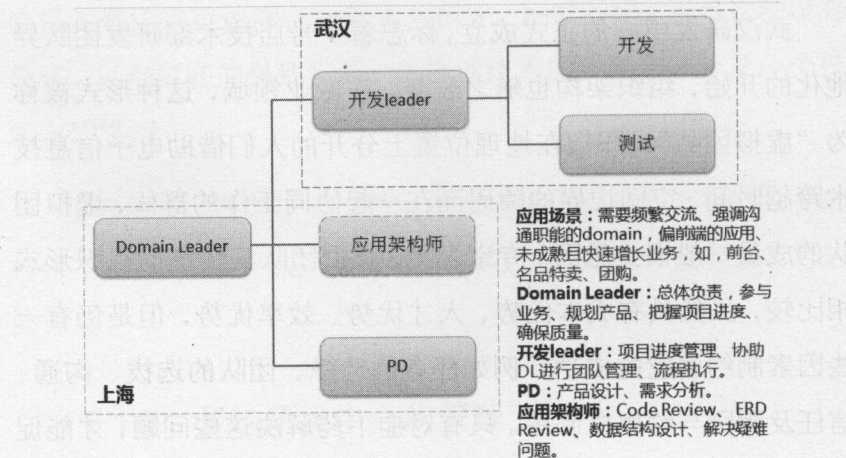 武汉
开发
开发leader
测试
Domain Leader
应用架构师
PD
上海
应用场景：需要频繁交流、强调沟
通职能的domain，偏前端的应用、
未成熟且快速增长业务，如，前台、
名品特卖、团购。
Domain Leader：总体负责，参与
业务、规划产品、把握项目进度、
确保质量。
开发leader：项目进度管理、协助
DL进行团队管理、流程执行。
PD：产品设计、需求分析。
应用架构师：Code Review、 ERD
Review、数据结构设计、解决疑难
问题。